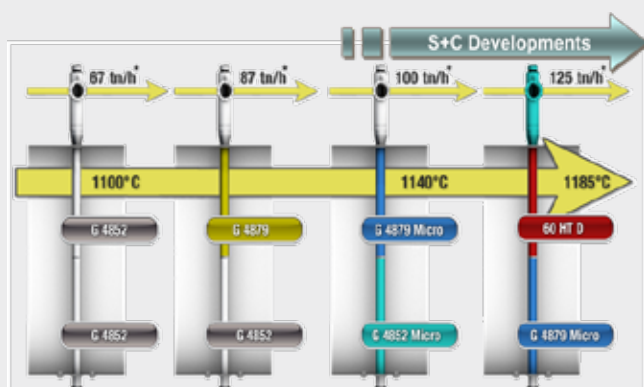 S+C Developments
67 tn/h*
87 tn/h*
100 tn/h*
125 tn/h*
1100°C
1140°C
1185°C
G 4852
G 4879
G 4879 Micro
60 HT D
G 4852
G 4852
G 4852 Micro
G 4879 Micro